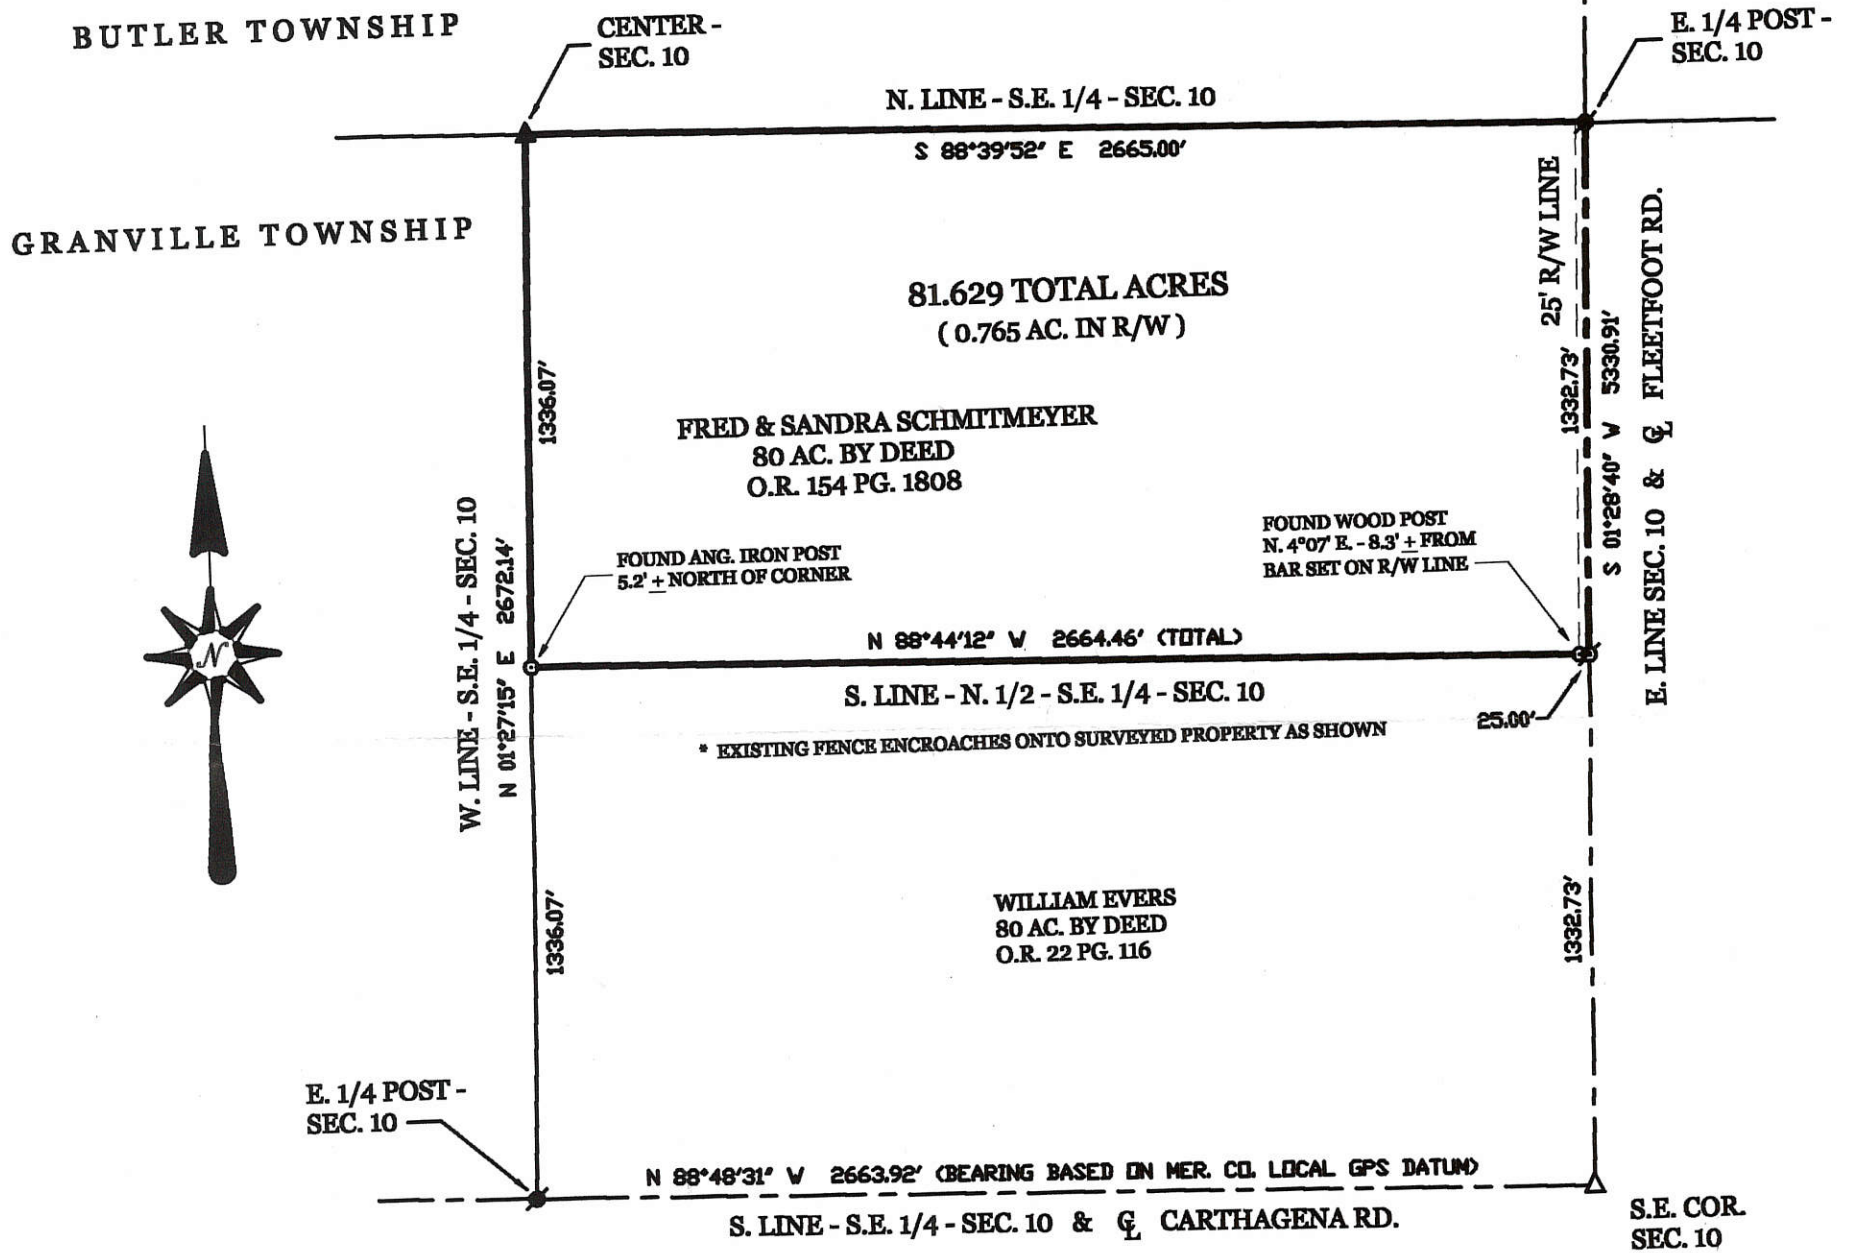 BUTLER TOWNSHIP
CENTER -
SEC. 10
E. 1/4 POST -
SEC. 10
N. LINE - S.E. 1/4 - SEC. 10
S 88°39'52" E 2665.00'
GRANVILLE TOWNSHIP
25' R/W LINE
81.629 TOTAL ACRES
( 0.765 AC. IN R/W )
1336.07'
1332.73'
S 01°28'40" W 5330.91'
E. LINE SEC. 10 & ℄ FLEETFOOT RD.
FRED & SANDRA SCHMITMEYER
80 AC. BY DEED
O.R. 154 PG. 1808
W. LINE - S.E. 1/4 - SEC. 10
N 01°27'15" E 2672.14'
FOUND ANG. IRON POST
5.2' ± NORTH OF CORNER
FOUND WOOD POST
N. 4°07' E. - 8.3' ± FROM
BAR SET ON R/W LINE
N
N 88°44'12" W 2664.46' (TOTAL)
S. LINE - N. 1/2 - S.E. 1/4 - SEC. 10
25.00'
* EXISTING FENCE ENCROACHES ONTO SURVEYED PROPERTY AS SHOWN
1336.07'
WILLIAM EVERS
80 AC. BY DEED
O.R. 22 PG. 116
1332.73'
E. 1/4 POST -
SEC. 10
N 88°48'31" W 2663.92' (BEARING BASED ON MER. CO. LOCAL GPS DATUM)
S. LINE - S.E. 1/4 - SEC. 10 & ℄ CARTHAGENA RD.
S.E. COR.
SEC. 10